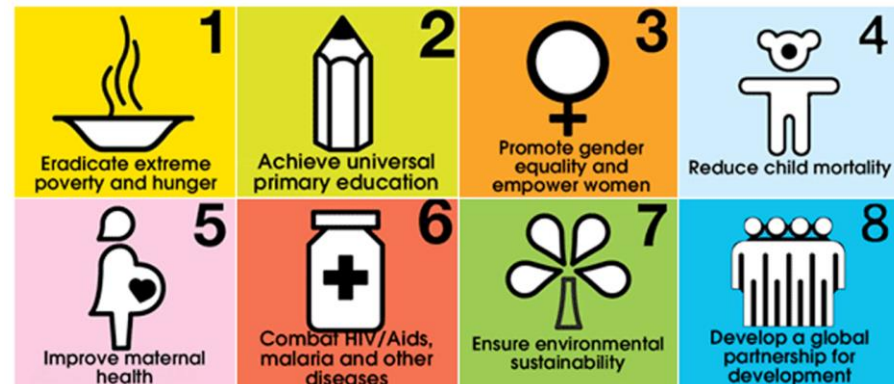 1
Eradicate extreme
poverty and hunger
2
Achieve universal
primary education
3
Promote gender
equality and
empower women
4
Reduce child mortality
5
Improve maternal
health
6
Combat HIV/Aids,
malaria and other
diseases
7
Ensure environmental
sustainability
8
Develop a global
partnership for
development